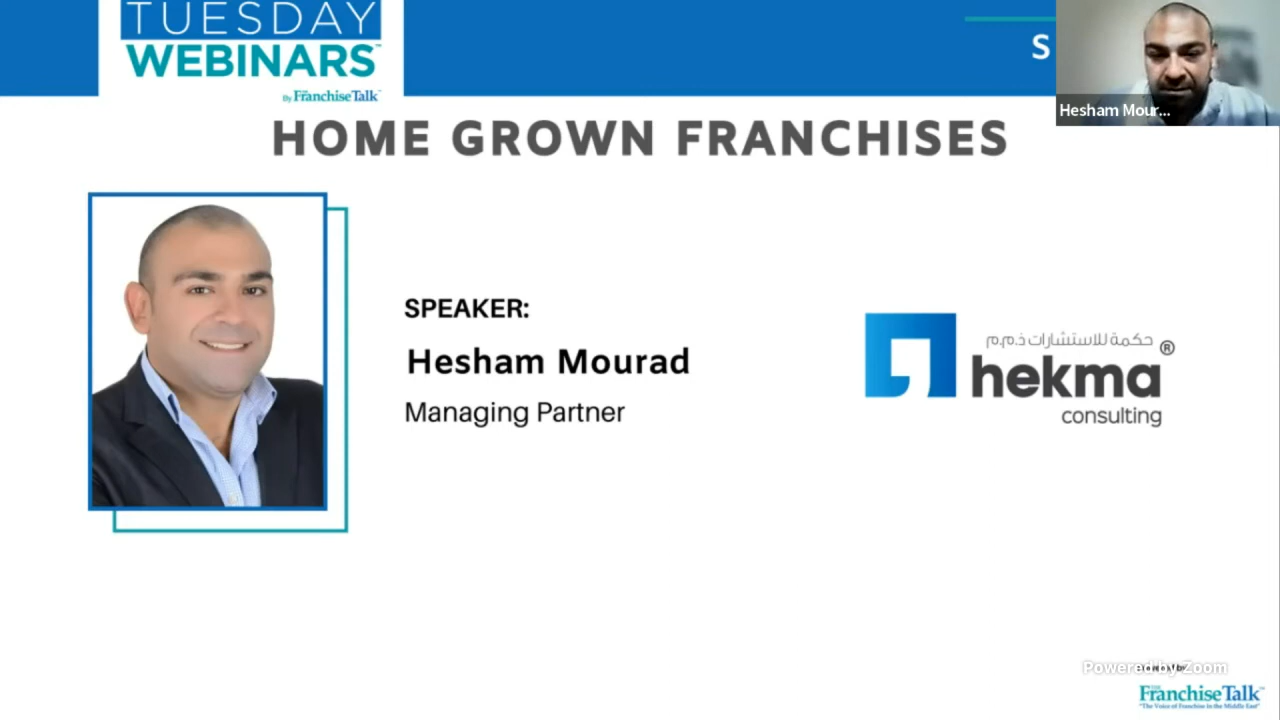 TUESDAY
WEBINARS™
By FranchiseTalk
S
Hesham Mour...
HOME GROWN FRANCHISES
SPEAKER:
Hesham Mourad
Managing Partner
حكمة للاستشارات ذ.م.م
hekma®
consulting
Powered by Zoom
FranchiseTalk
"The Voice of Franchise in the Middle East"